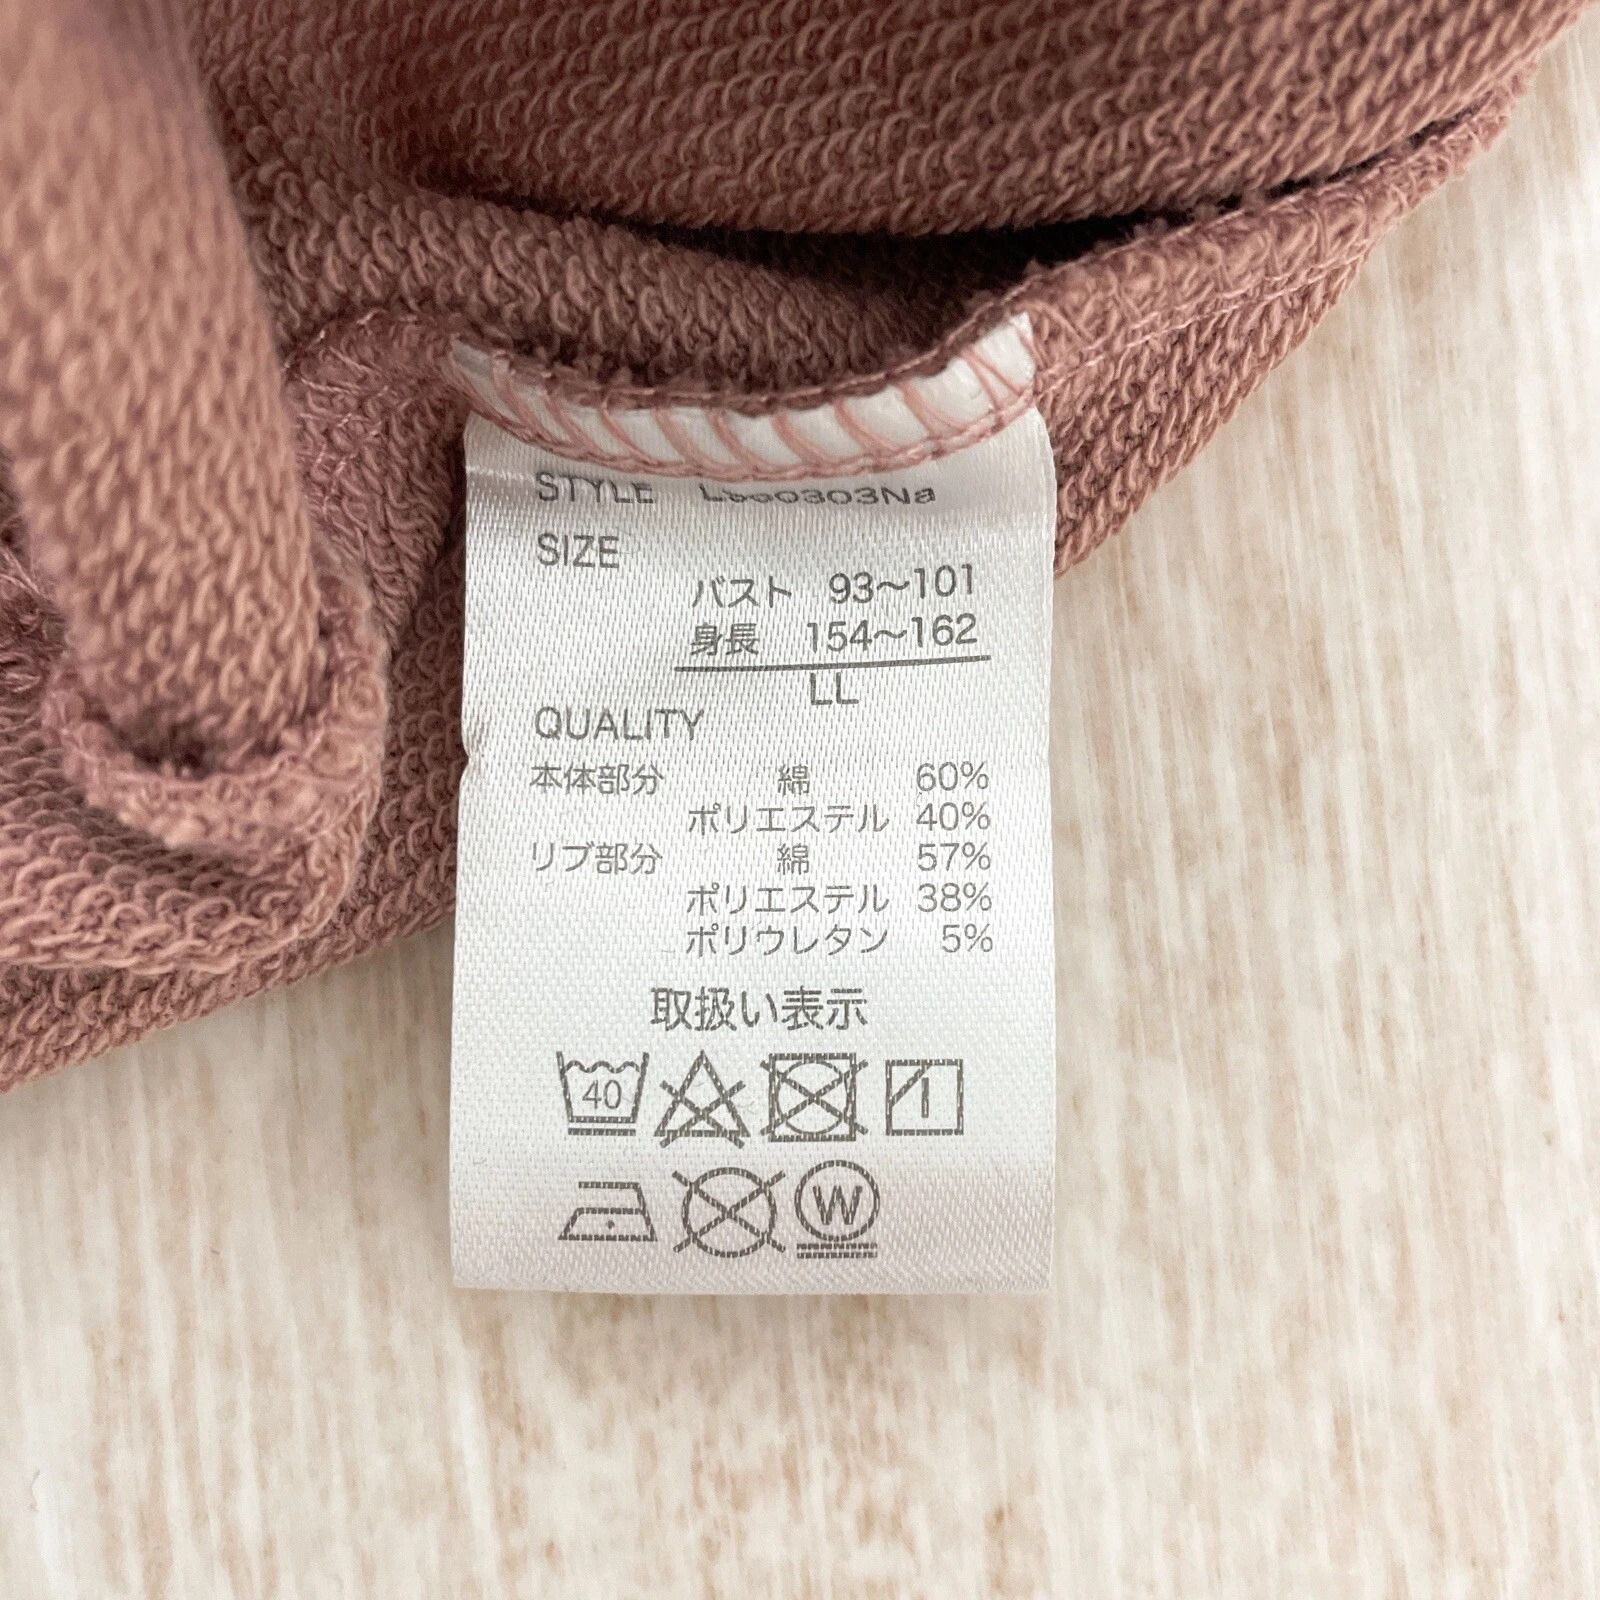 STYLE
SIZE
バスト 93〜101
身長 154〜162
LL
QUALITY
本体部分 綿 60%
ポリエステル 40%
リブ部分 綿 57%
ポリエステル 38%
ポリウレタン 5%
取扱い表示
40
W